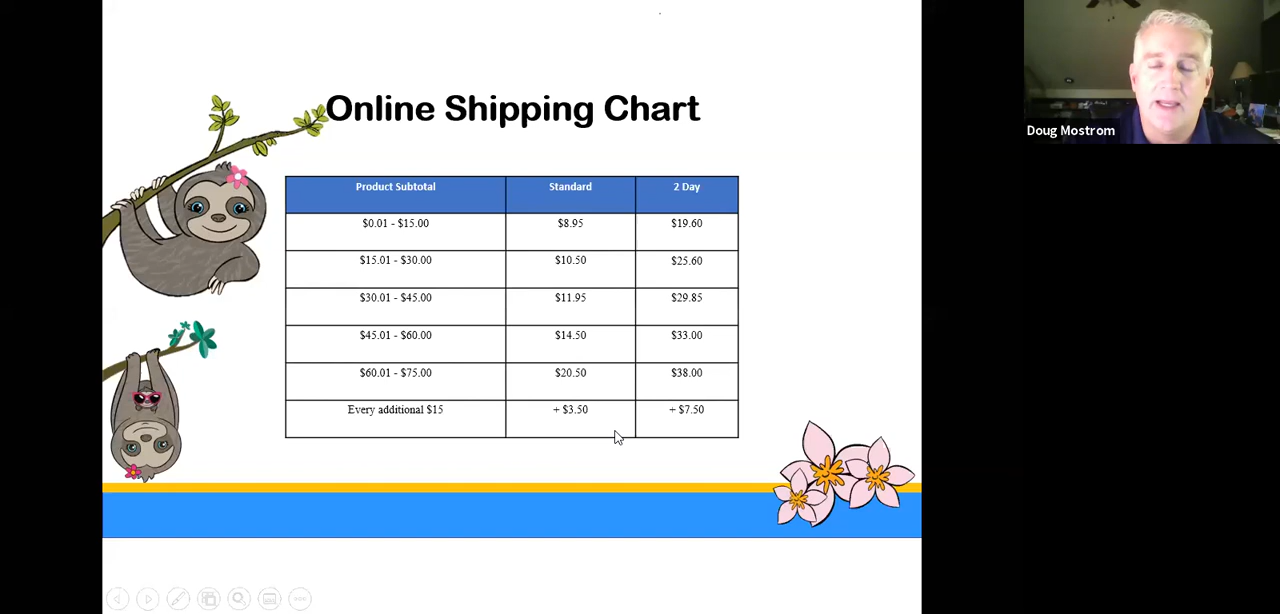 Online Shipping Chart
Product Subtotal Standard 2 Day
$0.01 - $15.00 $8.95 $19.60
$15.01 - $30.00 $10.50 $25.60
$30.01 - $45.00 $11.95 $29.85
$45.01 - $60.00 $14.50 $33.00
$60.01 - $75.00 $20.50 $38.00
Every additional $15 + $3.50 + $7.50
Doug Mostrom